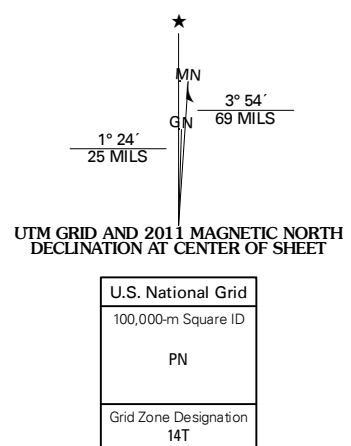 MN
3° 54´
69 MILS
GN
1° 24´
25 MILS
UTM GRID AND 2011 MAGNETIC NORTH
DECLINATION AT CENTER OF SHEET
U.S. National Grid
100,000-m Square ID
PN
Grid Zone Designation
14T